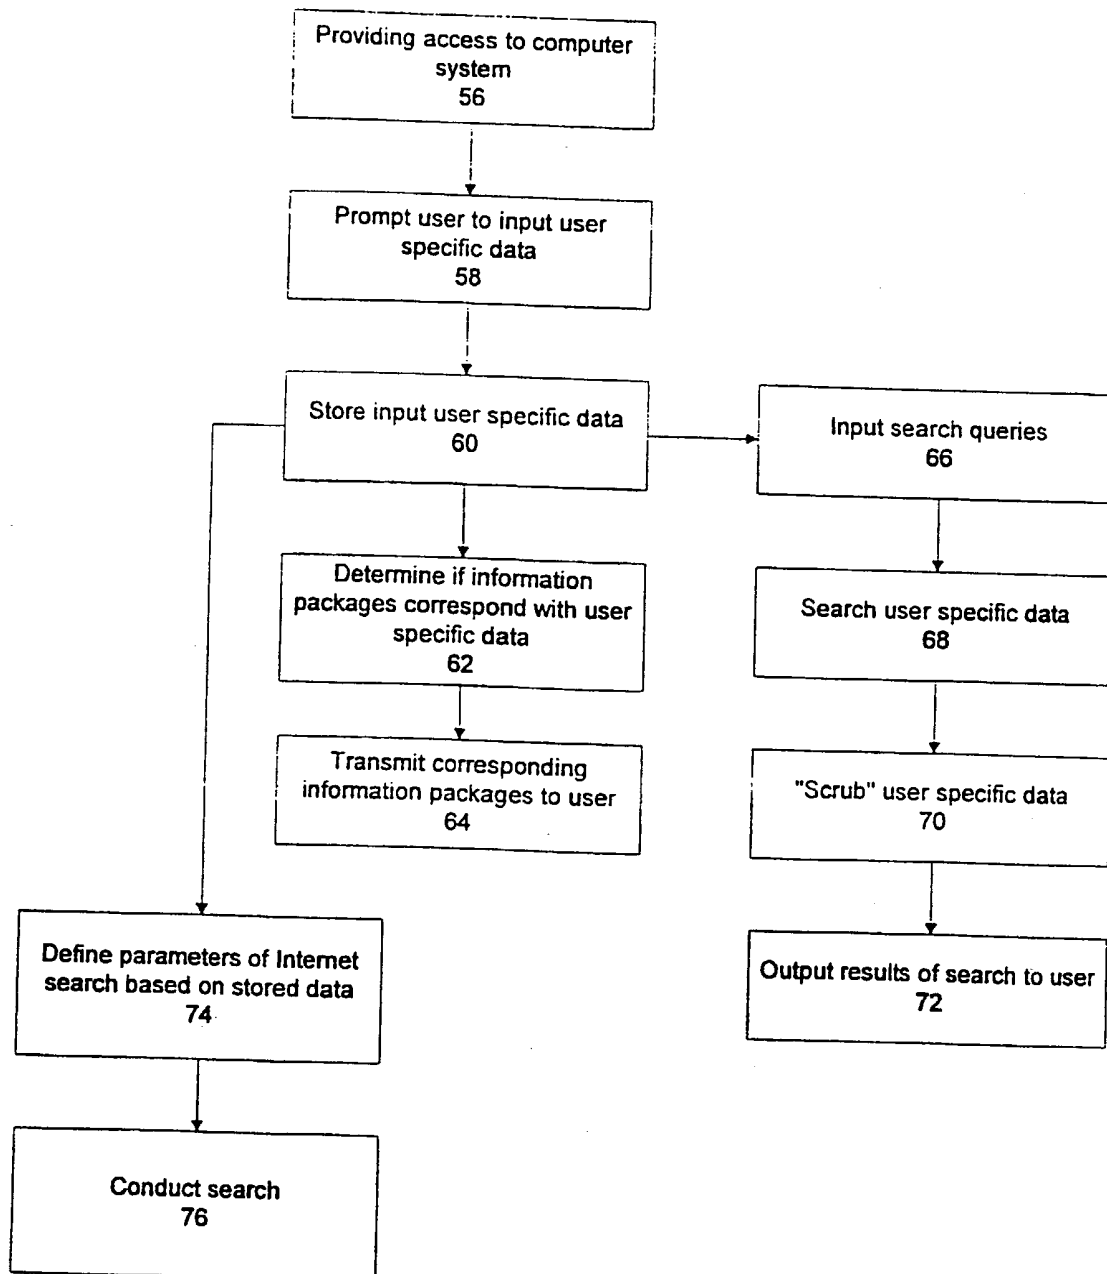 Providing access to computer
system
56
Prompt user to input user
specific data
58
Store input user specific data
60
Input search queries
66
Determine if information
packages correspond with user
specific data
62
Search user specific data
68
Transmit corresponding
information packages to user
64
"Scrub" user specific data
70
Define parameters of Internet
search based on stored data
74
Output results of search to user
72
Conduct search
76